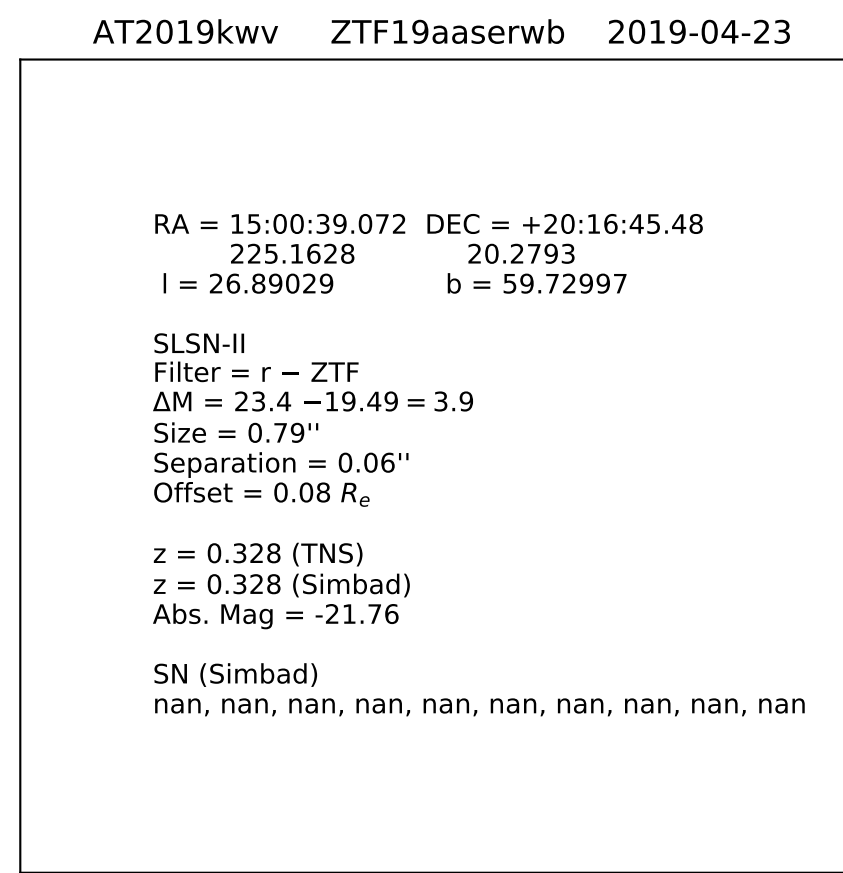 AT2019kwv ZTF19aaserwb 2019-04-23
RA = 15:00:39.072 DEC = +20:16:45.48
225.1628 20.2793
l = 26.89029 b = 59.72997
SLSN-II
Filter = r − ZTF
ΔM = 23.4 −19.49 = 3.9
Size = 0.79''
Separation = 0.06''
Offset = 0.08 Rₑ
z = 0.328 (TNS)
z = 0.328 (Simbad)
Abs. Mag = -21.76
SN (Simbad)
nan, nan, nan, nan, nan, nan, nan, nan, nan, nan